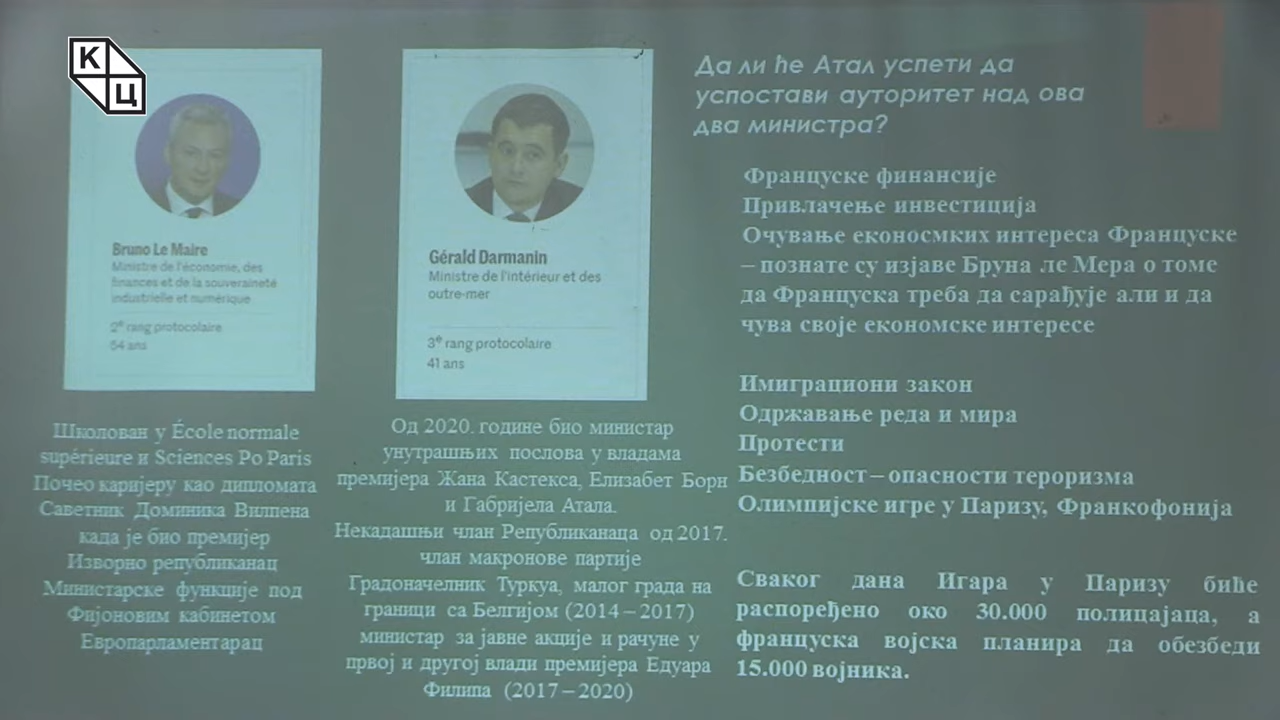 К
Ц
Bruno Le Maire
Ministre de l'économie, des
finances et de la souveraineté
industrielle et numérique
2e rang protocolaire
54 ans
Gérald Darmanin
Ministre de l'intérieur et des
outre-mer
3e rang protocolaire
41 ans
Школован у École normale
supérieure и Sciences Po Paris
Почео каријеру као дипломата
Саветник Доминика Вилпена
када је био премијер
Изворно републиканац
Министарске функције под
Фијоновим кабинетом
Европарламентарац
Од 2020. године био министар
унутрашњих послова у владама
премијера Жана Кастекса, Елизабет Борн
и Габријела Атала.
Некадашњи члан Републиканаца од 2017.
члан макронове партије
Градоначелник Туркуа, малог града на
граници са Белгијом (2014 – 2017)
министар за јавне акције и рачуне у
првој и другој влади премијера Едуара
Филипа (2017 – 2020)
Да ли ће Атал успети да
успостави ауторитет над ова
два министра?
Француске финансије
Привлачење инвестиција
Очување еконосмких интереса Француске
– познате су изјаве Бруна ле Мера о томе
да Француска треба да сарађује али и да
чува своје економске интересе
Имиграциони закон
Одржавање реда и мира
Протести
Безбедност – опасности тероризма
Олимпијске игре у Паризу, Франкофонија
Сваког дана Игара у Паризу биће
распоређено око 30.000 полицајаца, а
француска војска планира да обезбеди
15.000 војника.